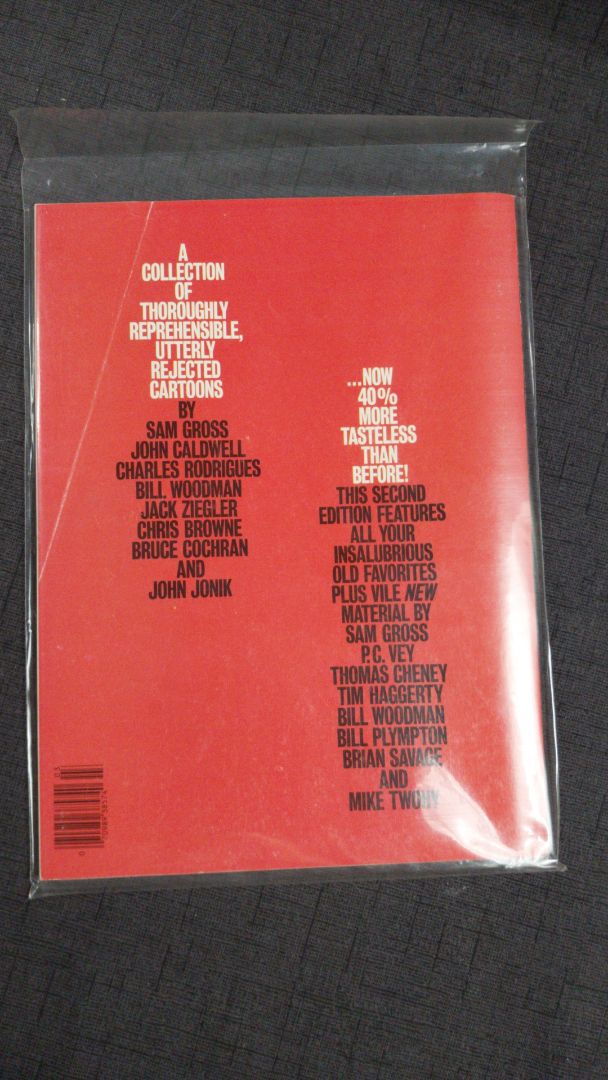 A
COLLECTION
OF
THOROUGHLY
REPREHENSIBLE,
UTTERLY
REJECTED
CARTOONS
BY
SAM GROSS
JOHN CALDWELL
CHARLES RODRIGUES
BILL WOODMAN
JACK ZIEGLER
CHRIS BROWNE
BRUCE COCHRAN
AND
JOHN JONIK
...NOW
40%
MORE
TASTELESS
THAN
BEFORE!
THIS SECOND
EDITION FEATURES
ALL YOUR
INSALUBRIOUS
OLD FAVORITES
PLUS VILE NEW
MATERIAL BY
SAM GROSS
P.C. VEY
THOMAS CHENEY
TIM HAGGERTY
BILL WOODMAN
BILL PLYMPTON
BRIAN SAVAGE
AND
MIKE TWOHY
03
0